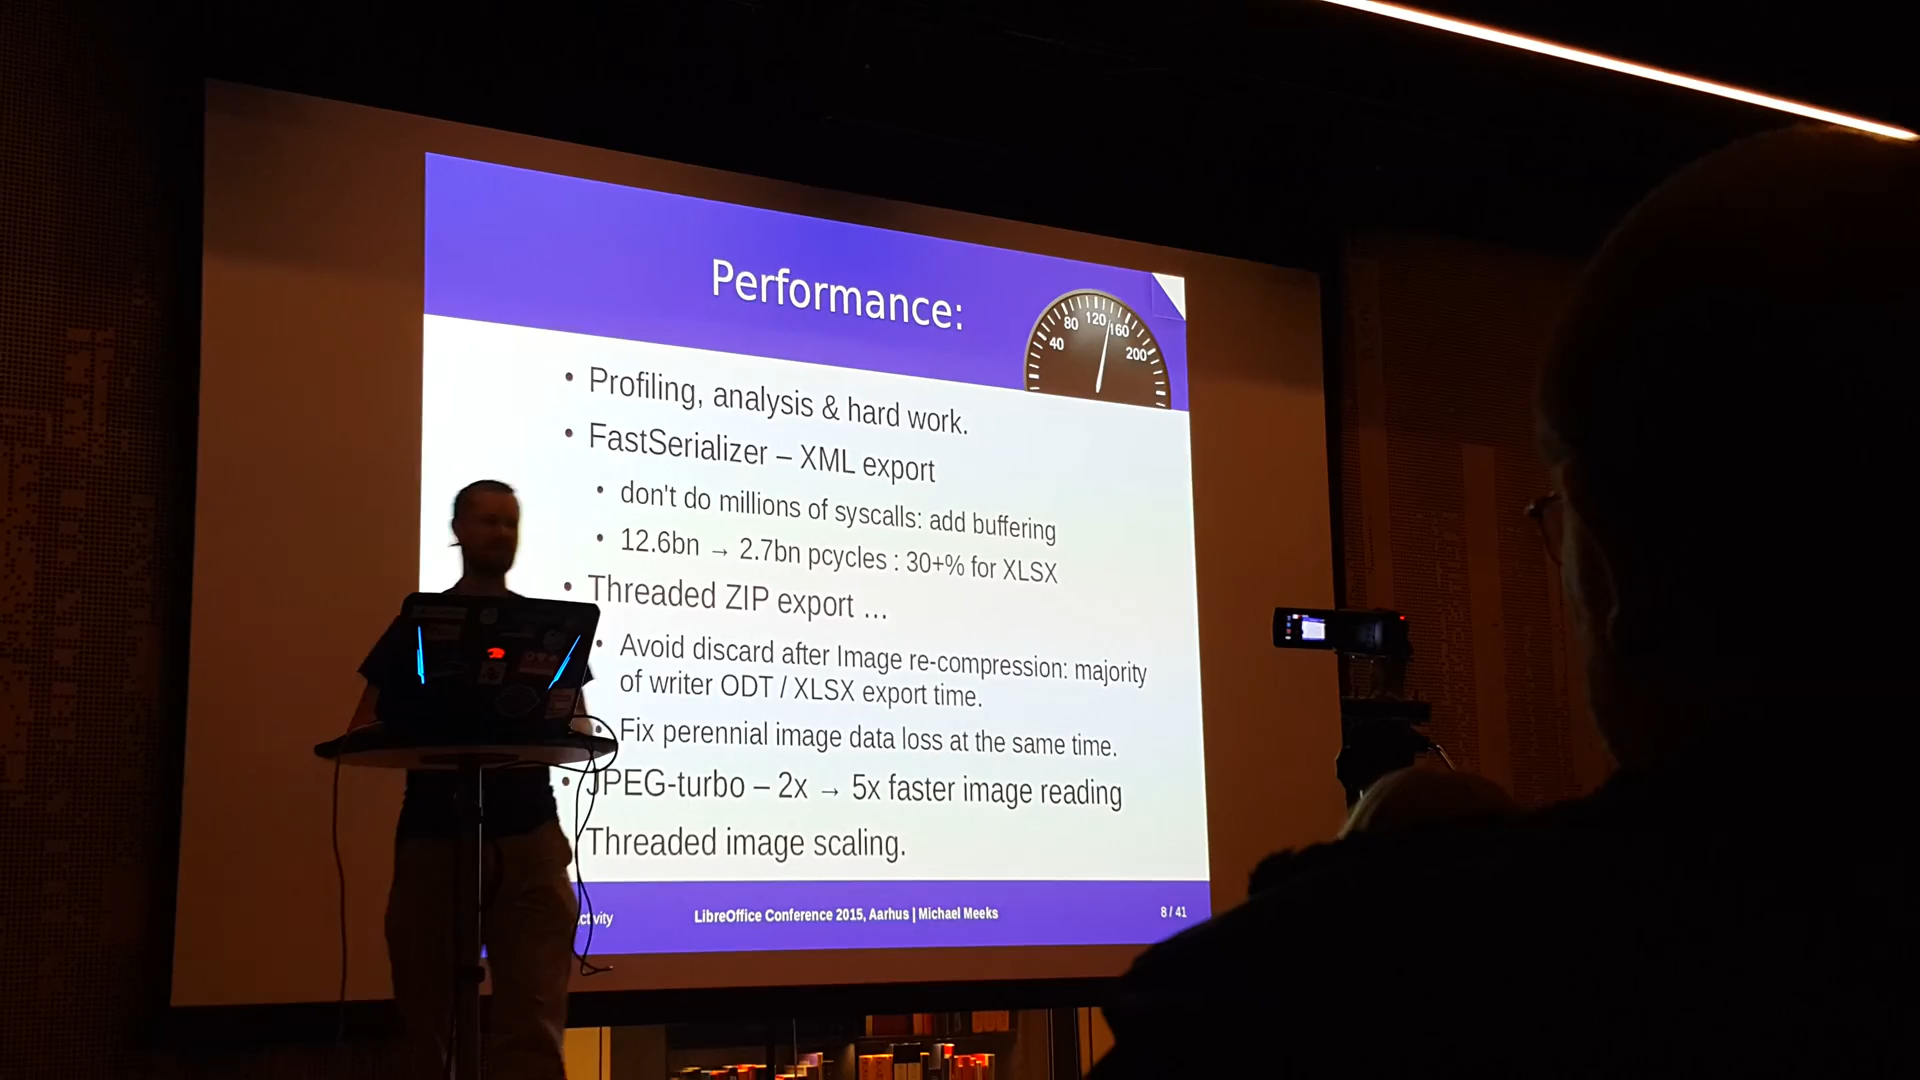 Performance:
40
80
120
160
200
• Profiling, analysis & hard work.
• FastSerializer – XML export
• don't do millions of syscalls: add buffering
• 12.6bn → 2.7bn pcycles : 30+% for XLSX
• Threaded ZIP export ...
• Avoid discard after Image re-compression: majority
of writer ODT / XLSX export time.
• Fix perennial image data loss at the same time.
• JPEG-turbo – 2x → 5x faster image reading
Threaded image scaling.
LibreOffice Conference 2015, Aarhus | Michael Meeks
8 / 41